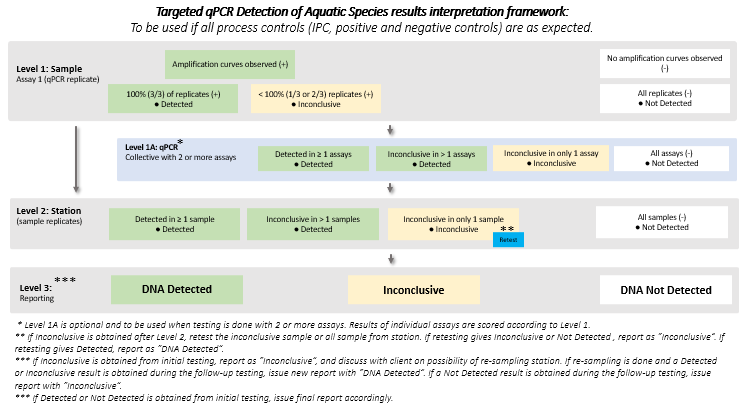 Targeted qPCR Detection of Aquatic Species results interpretation framework:
To be used if all process controls (IPC, positive and negative controls) are as expected.
Level 1: Sample
Assay 1 (qPCR replicate)
Amplification curves observed (+)
No amplification curves observed
(-)
100% (3/3) of replicates (+)
● Detected
< 100% (1/3 or 2/3) replicates (+)
● Inconclusive
All replicates (-)
● Not Detected
Level 1A: qPCR*
Collective with 2 or more assays
Detected in ≥ 1 assays
● Detected
Inconclusive in > 1 assays
● Detected
Inconclusive in only 1 assay
● Inconclusive
All assays (-)
● Not Detected
Level 2: Station
(sample replicates)
Detected in ≥ 1 sample
● Detected
Inconclusive in > 1 samples
● Detected
Inconclusive in only 1 sample
● Inconclusive
**
Retest
All samples (-)
● Not Detected
Level 3: ***
Reporting
DNA Detected
Inconclusive
DNA Not Detected
* Level 1A is optional and to be used when testing is done with 2 or more assays. Results of individual assays are scored according to Level 1.
** If Inconclusive is obtained after Level 2, retest the inconclusive sample or all sample from station. If retesting gives Inconclusive or Not Detected , report as "Inconclusive". If
retesting gives Detected, report as "DNA Detected".
*** If Inconclusive is obtained from initial testing, report as "Inconclusive", and discuss with client on possibility of re-sampling station. If re-sampling is done and a Detected
or Inconclusive result is obtained during the follow-up testing, issue new report with "DNA Detected". If a Not Detected result is obtained during the follow-up testing, issue
report with "Inconclusive".
*** If Detected or Not Detected is obtained from initial testing, issue final report accordingly.